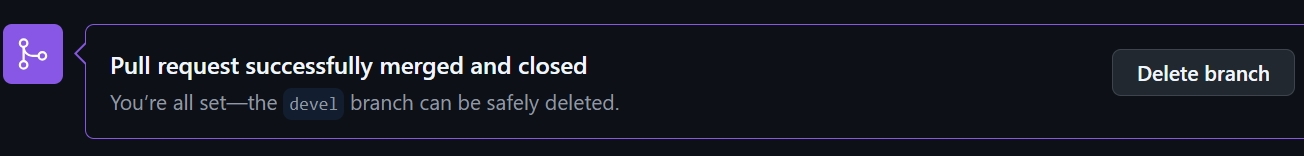 Pull request successfully merged and closed
Delete branch
You’re all set—the devel branch can be safely deleted.